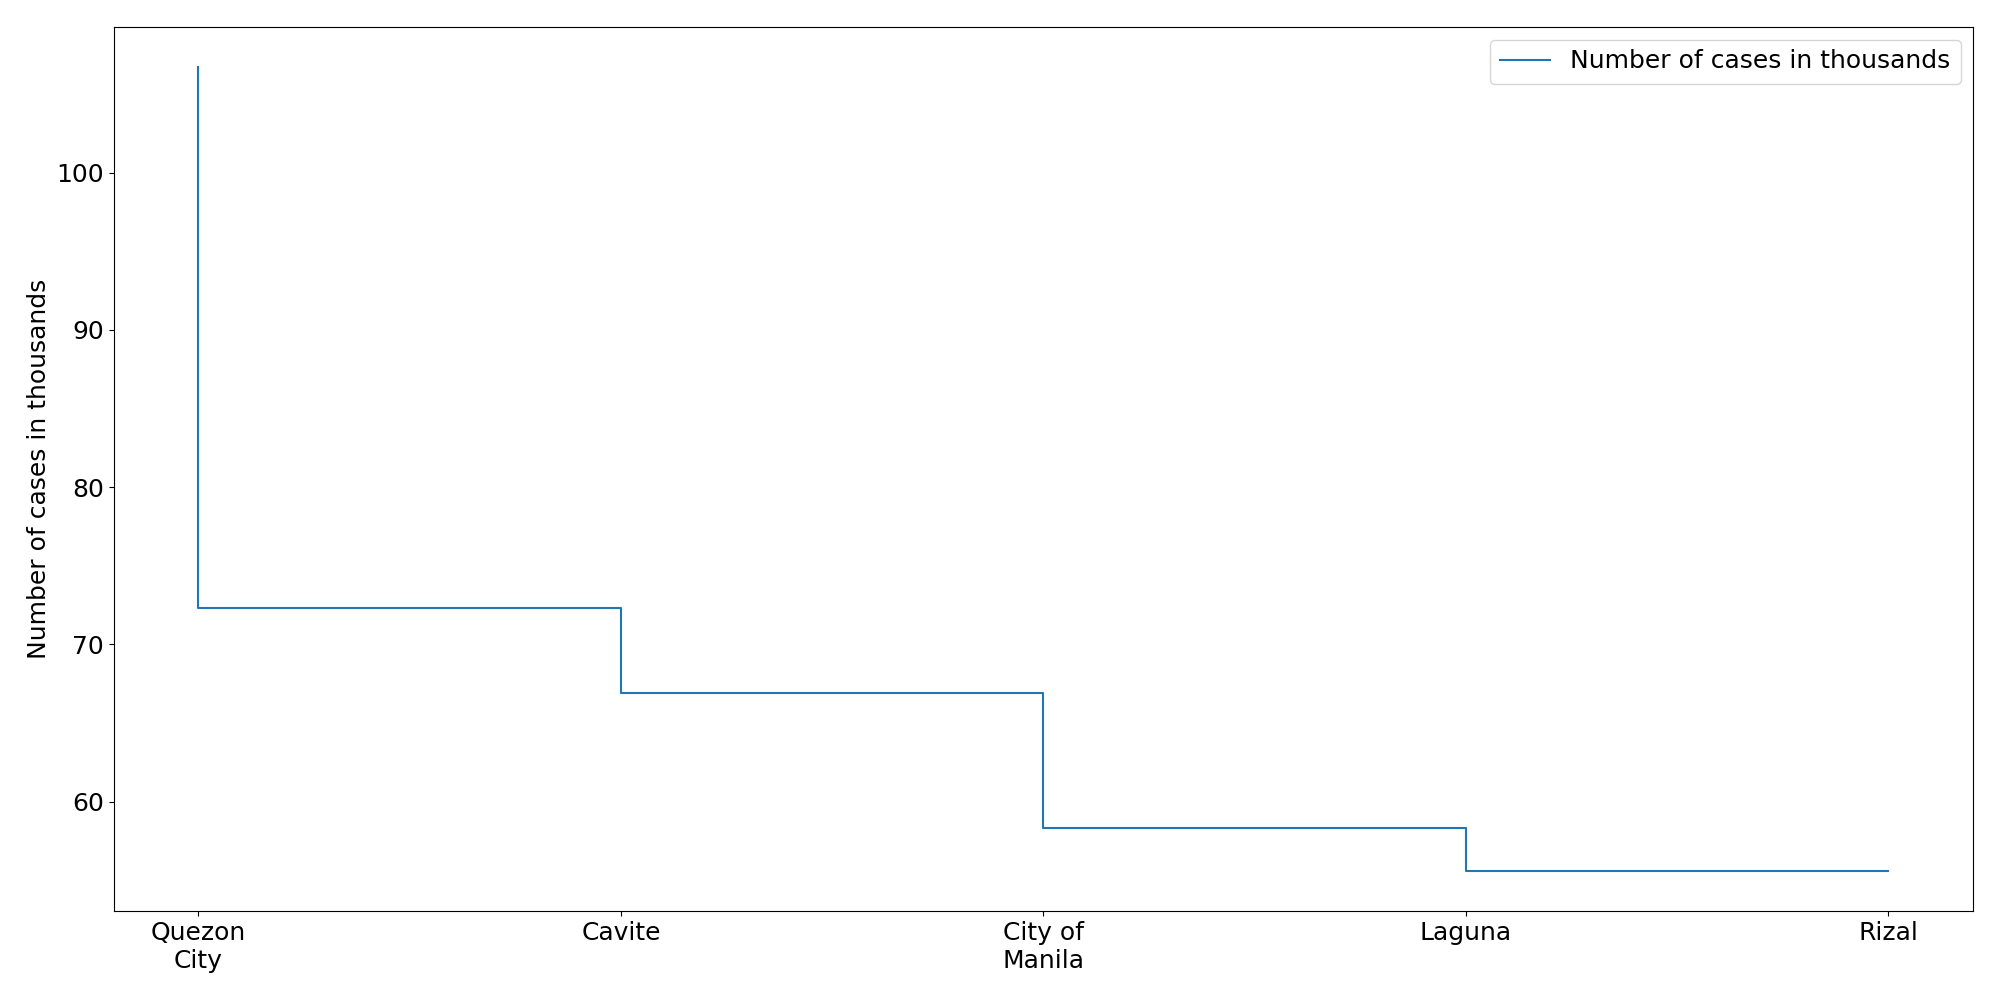 Number of cases in thousands
Number of cases in thousands
100
90
80
70
60
Quezon
City
Cavite
City of
Manila
Laguna
Rizal